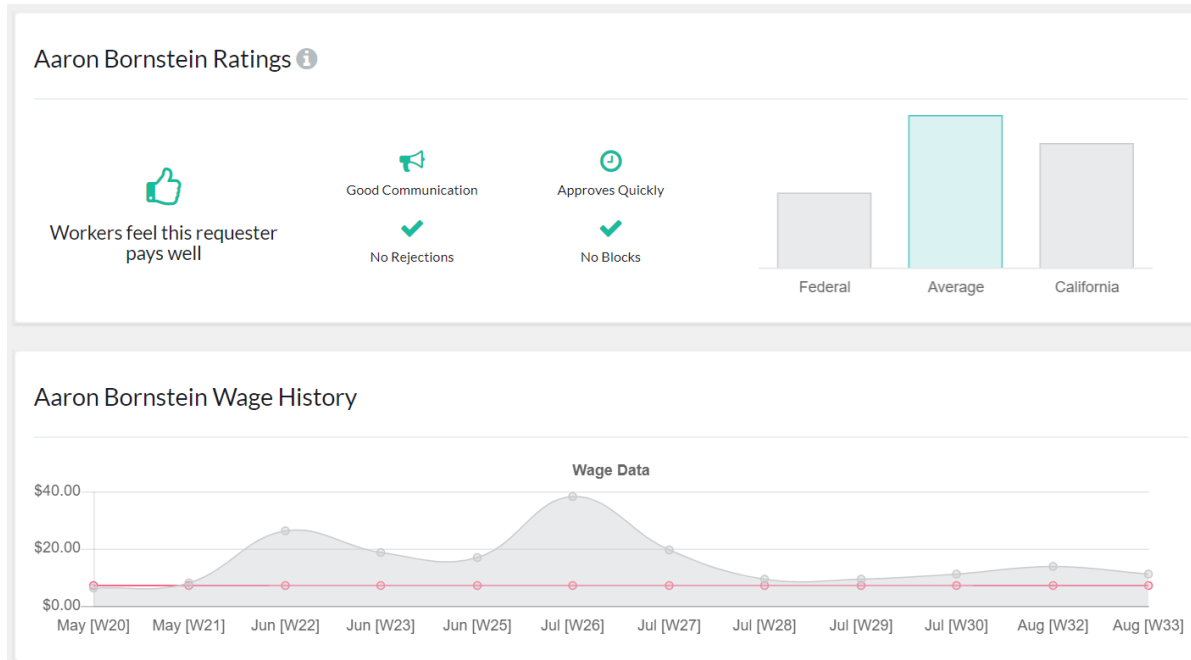 Aaron Bornstein Ratings
Workers feel this requester
pays well
Good Communication
Approves Quickly
No Rejections
No Blocks
Federal
Average
California
Aaron Bornstein Wage History
Wage Data
$40.00
$20.00
$0.00
May [W20] May [W21] Jun [W22] Jun [W23] Jun [W25] Jul [W26] Jul [W27] Jul [W28] Jul [W29] Jul [W30] Aug [W32] Aug [W33]